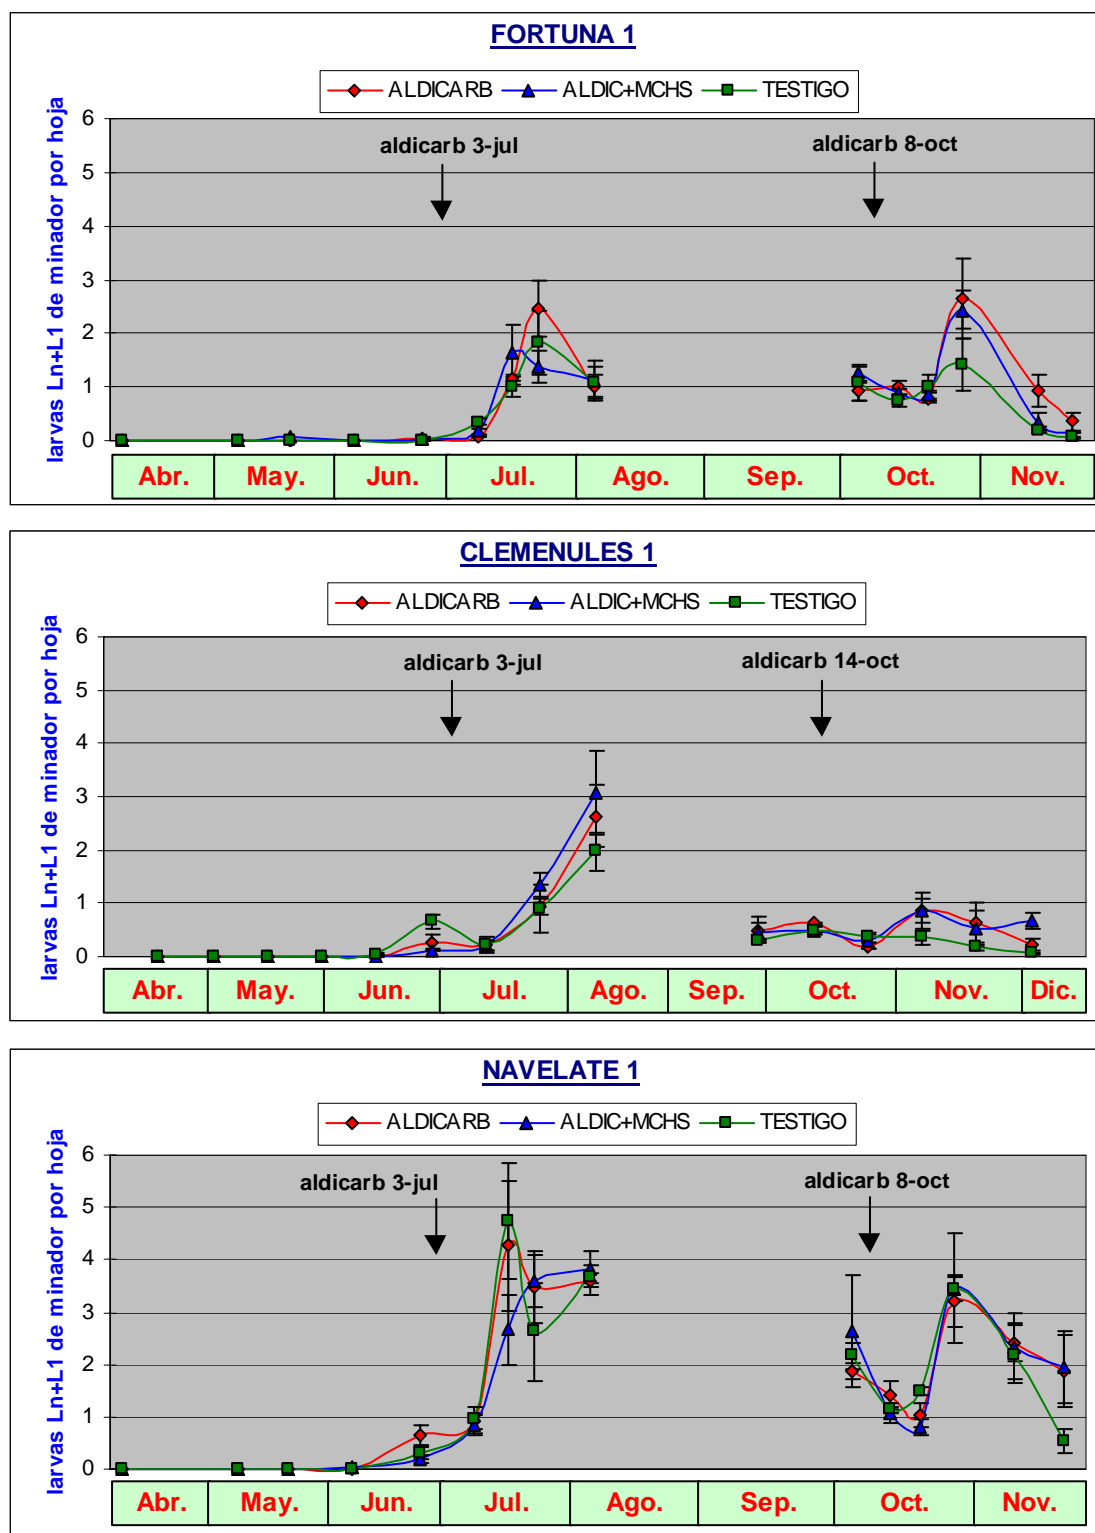 FORTUNA 1
ALDICARB ALDIC+MCHS TESTIGO
larvas Ln+L1 de minador por hoja
6
5
4
3
2
1
0
aldicarb 3-jul
aldicarb 8-oct
Abr. May. Jun. Jul. Ago. Sep. Oct. Nov.
CLEMENULES 1
ALDICARB ALDIC+MCHS TESTIGO
larvas Ln+L1 de minador por hoja
6
5
4
3
2
1
0
aldicarb 3-jul
aldicarb 14-oct
Abr. May. Jun. Jul. Ago. Sep. Oct. Nov. Dic.
NAVELATE 1
ALDICARB ALDIC+MCHS TESTIGO
larvas Ln+L1 de minador por hoja
6
5
4
3
2
1
0
aldicarb 3-jul
aldicarb 8-oct
Abr. May. Jun. Jul. Ago. Sep. Oct. Nov.